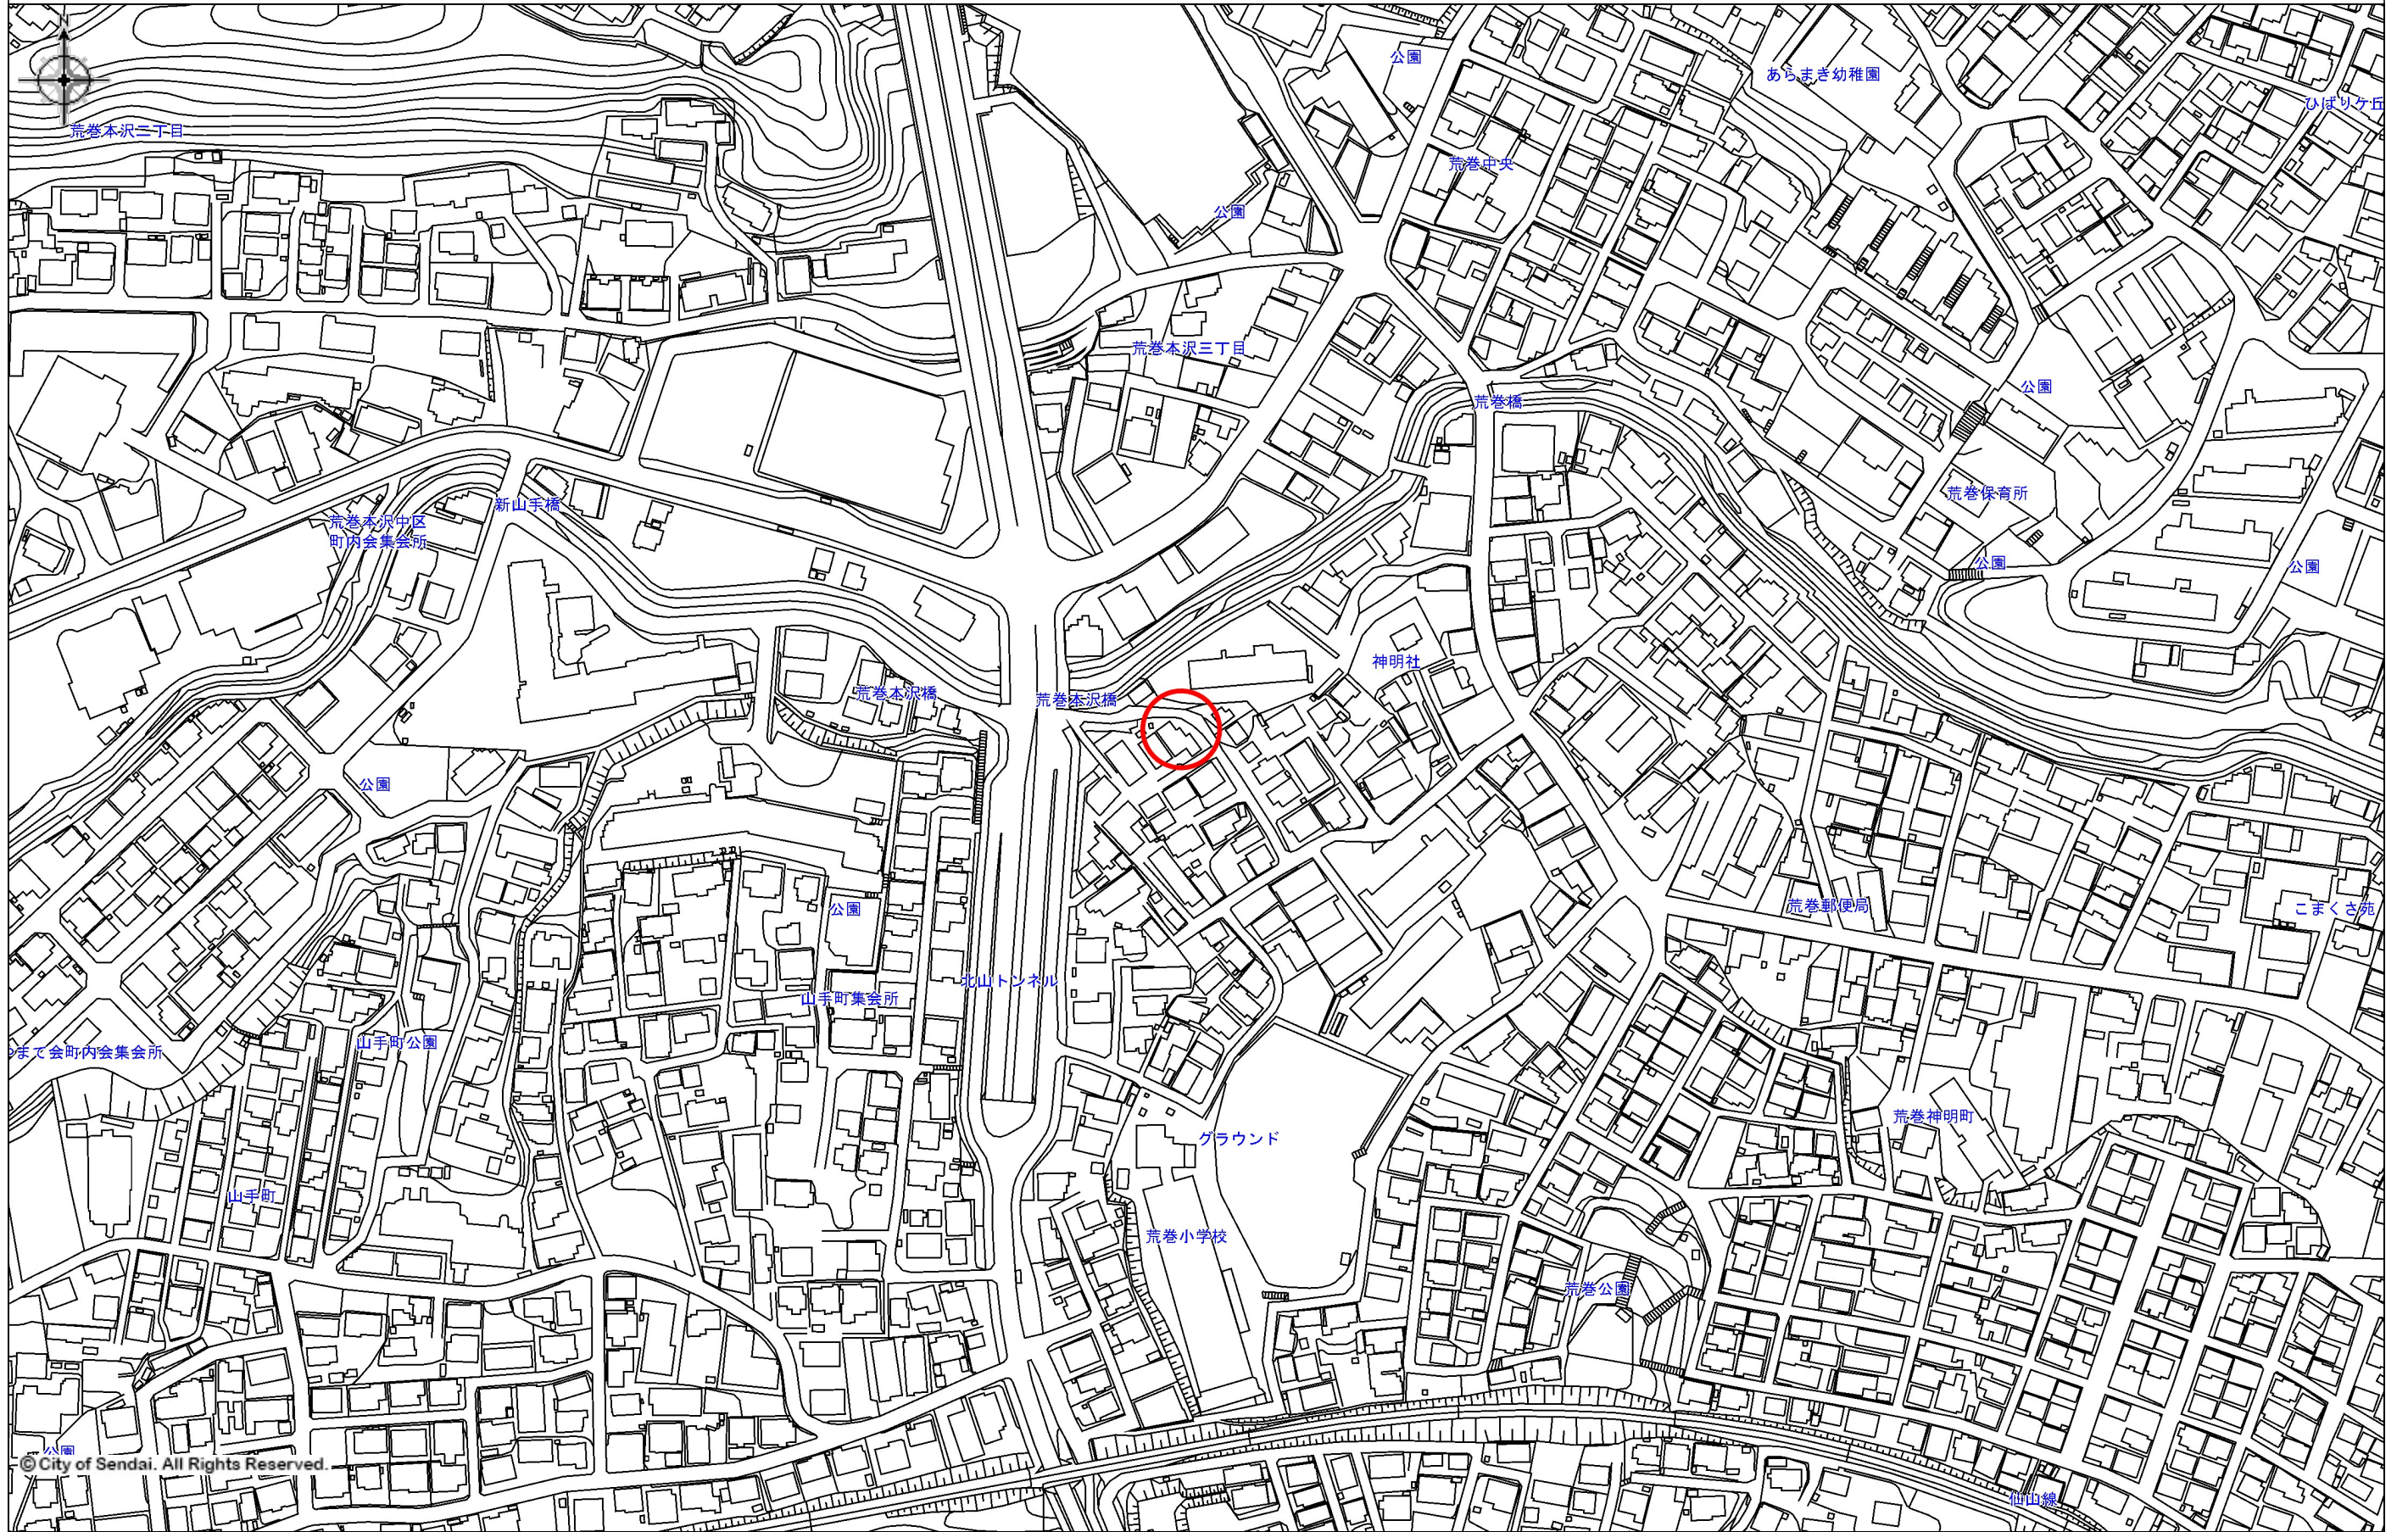 N
公園
あらまき幼稚園
ひばりケ丘
荒巻本沢二丁目
荒巻中央
公園
荒巻本沢三丁目
公園
荒巻橋
荒巻保育所
新山手橋
荒巻本沢中区
町内会集会所
公園
公園
神明社
荒巻本沢橋
荒巻本沢橋
公園
公園
荒巻郵便局
こまくさ苑
北山トンネル
山手町集会所
山手町公園
まて会町内会集会所
荒巻神明町
グラウンド
山手町
荒巻小学校
荒巻公園
公園
© City of Sendai. All Rights Reserved.
仙山線